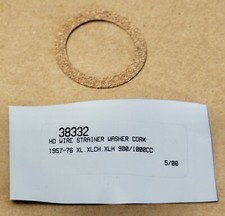 38332
HD WIRE STRAINER WASHER CORK
1957-76 XL.XLCH.XLH 900/1000CC
5/00